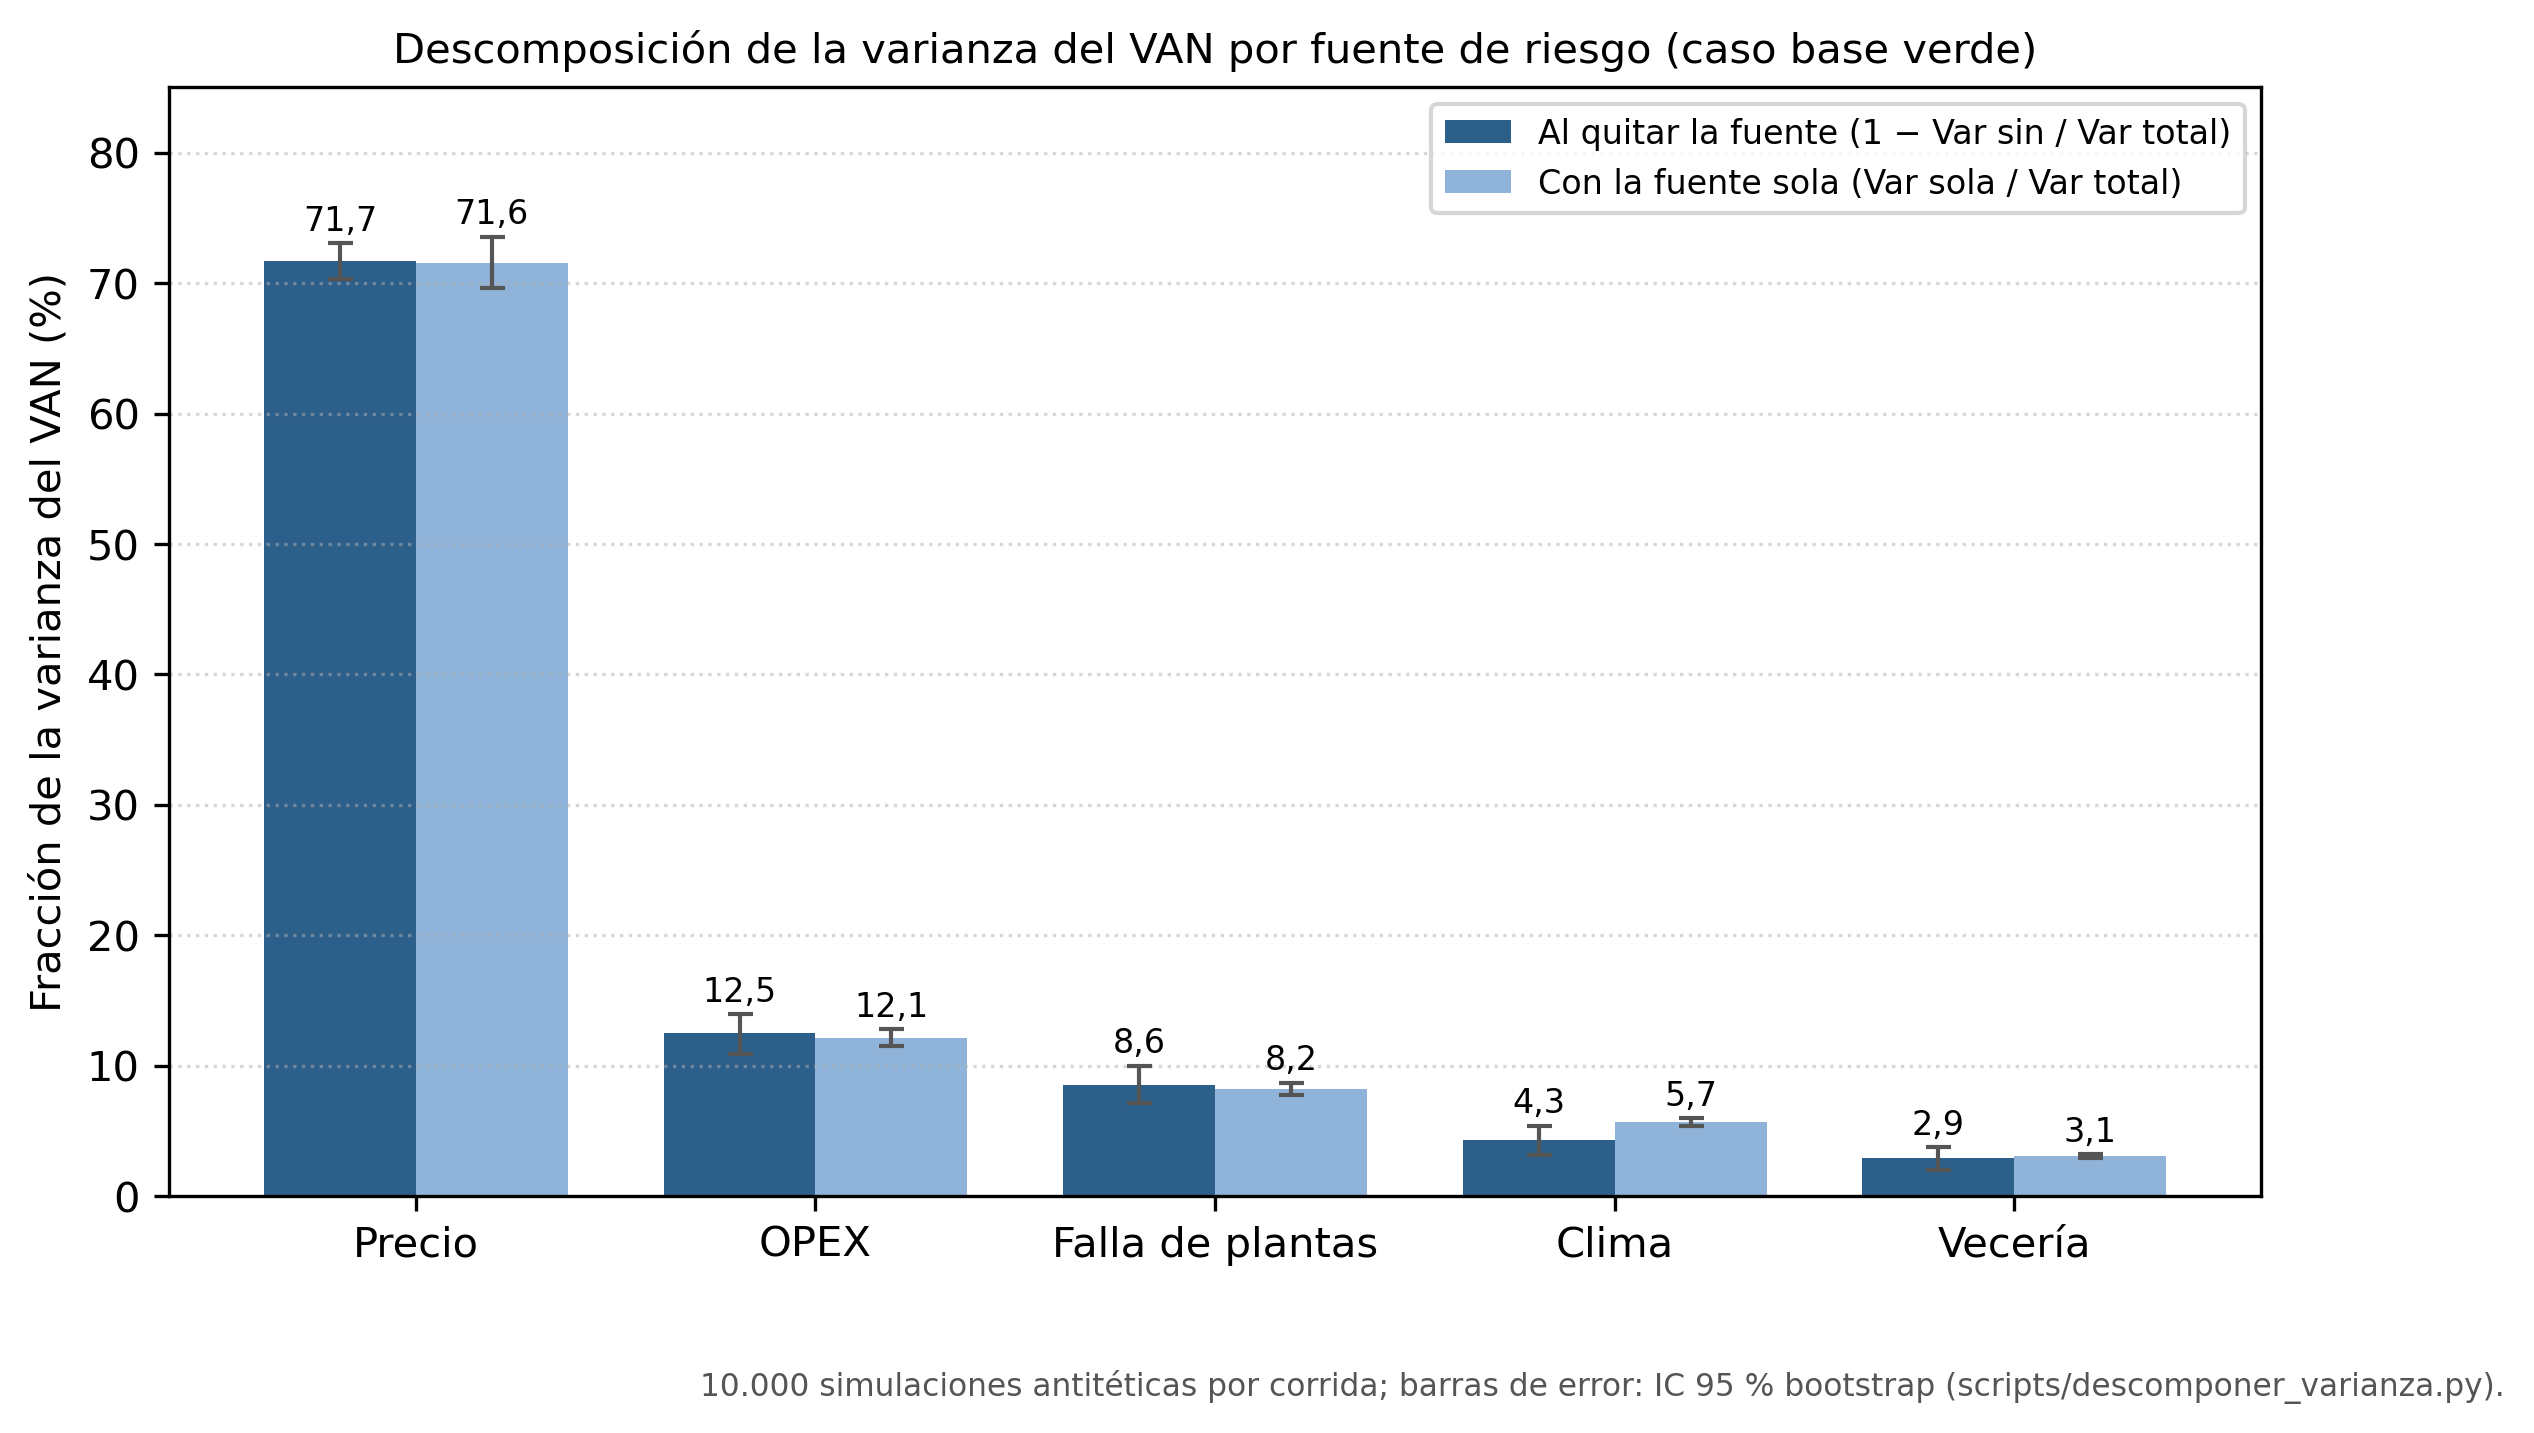 Descomposición de la varianza del VAN por fuente de riesgo (caso base verde)
Al quitar la fuente (1 − Var sin / Var total)
Con la fuente sola (Var sola / Var total)
Fracción de la varianza del VAN (%)
80
70
60
50
40
30
20
10
0
71,7
71,6
12,5
12,1
8,6
8,2
4,3
5,7
2,9
3,1
Precio
OPEX
Falla de plantas
Clima
Vecería
10.000 simulaciones antitéticas por corrida; barras de error: IC 95 % bootstrap (scripts/descomponer_varianza.py).